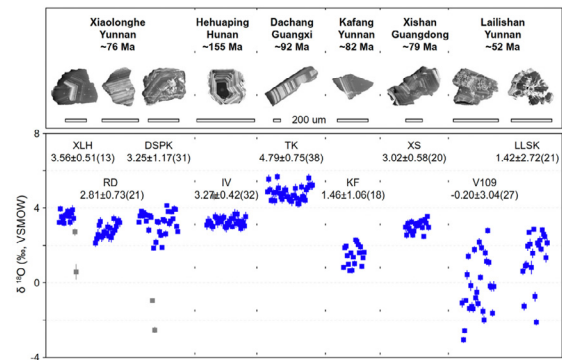 Xiaolonghe Yunnan ~76 Ma
Hehuaping Hunan ~155 Ma
Dachang Guangxi ~92 Ma
Kafang Yunnan ~82 Ma
Xishan Guangdong ~79 Ma
Lailishan Yunnan ~52 Ma
200 um
8
XLH
3.56±0.51(13)
DSPK
3.25±1.17(31)
TK
4.79±0.75(38)
XS
3.02±0.58(20)
LLSK
1.42±2.72(21)
RD
2.81±0.73(21)
IV
3.27±0.42(32)
KF
1.46±1.06(18)
V109
-0.20±3.04(27)
4
0
-4
δ ¹⁸O (‰, VSMOW)